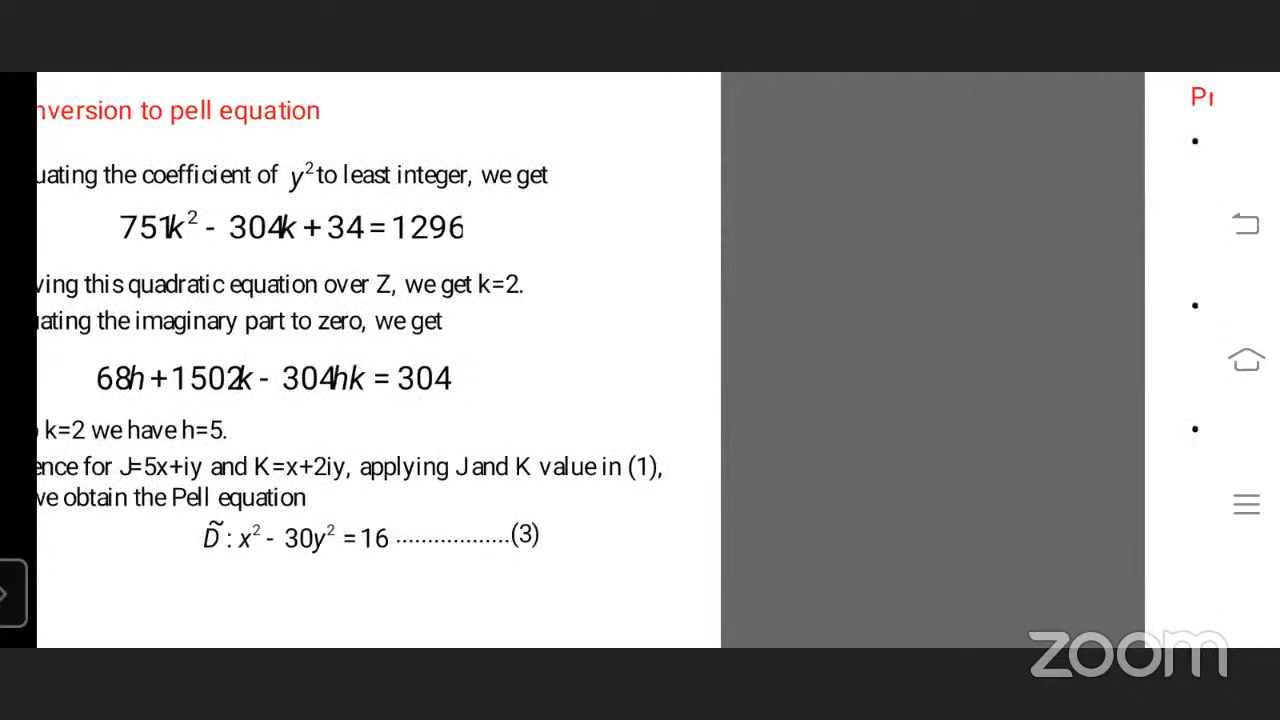 nversion to pell equation
uating the coefficient of y² to least integer, we get
751k² - 304k + 34 = 1296
ving this quadratic equation over Z, we get k=2.
uating the imaginary part to zero, we get
68h + 1502k - 304hk = 304
k=2 we have h=5.
ence for J=5x+iy and K=x+2iy, applying J and K value in (1),
we obtain the Pell equation
D̃ : x² - 30y² = 16 ..................(3)
Pr
zoom